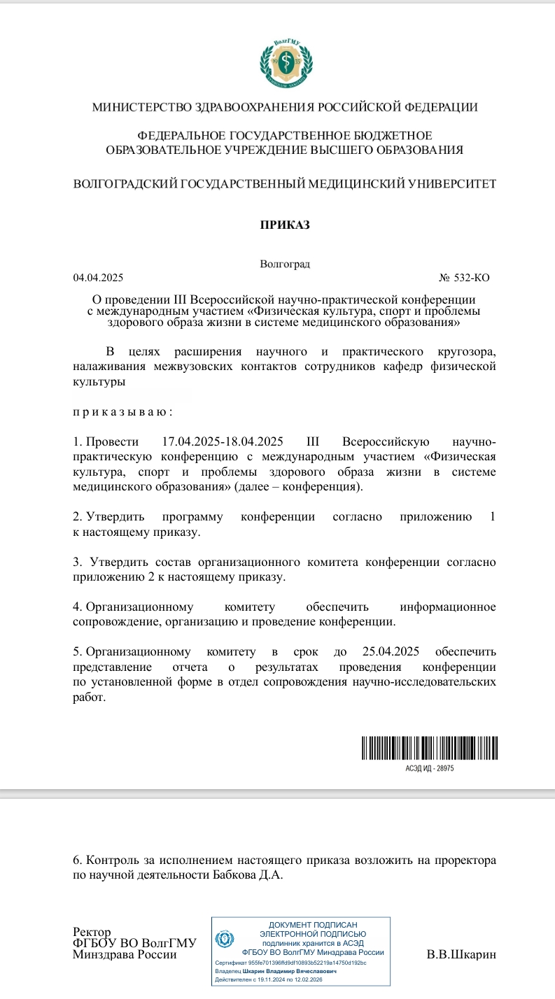 ВолгГМУ
19 35
МИНИСТЕРСТВО ЗДРАВООХРАНЕНИЯ РОССИЙСКОЙ ФЕДЕРАЦИИ
ФЕДЕРАЛЬНОЕ ГОСУДАРСТВЕННОЕ БЮДЖЕТНОЕ
ОБРАЗОВАТЕЛЬНОЕ УЧРЕЖДЕНИЕ ВЫСШЕГО ОБРАЗОВАНИЯ
ВОЛГОГРАДСКИЙ ГОСУДАРСТВЕННЫЙ МЕДИЦИНСКИЙ УНИВЕРСИТЕТ
ПРИКАЗ
Волгоград
04.04.2025 № 532-КО
О проведении III Всероссийской научно-практической конференции
с международным участием «Физическая культура, спорт и проблемы
здорового образа жизни в системе медицинского образования»
В целях расширения научного и практического кругозора,
налаживания межвузовских контактов сотрудников кафедр физической
культуры
п р и к а з ы в а ю :
1. Провести 17.04.2025-18.04.2025 III Всероссийскую научно-
практическую конференцию с международным участием «Физическая
культура, спорт и проблемы здорового образа жизни в системе
медицинского образования» (далее – конференция).
2. Утвердить программу конференции согласно приложению 1
к настоящему приказу.
3. Утвердить состав организационного комитета конференции согласно
приложению 2 к настоящему приказу.
4. Организационному комитету обеспечить информационное
сопровождение, организацию и проведение конференции.
5. Организационному комитету в срок до 25.04.2025 обеспечить
представление отчета о результатах проведения конференции
по установленной форме в отдел сопровождения научно-исследовательских
работ.
АСЭД ИД - 28975
6. Контроль за исполнением настоящего приказа возложить на проректора
по научной деятельности Бабкова Д.А.
Ректор
ФГБОУ ВО ВолгГМУ
Минздрава России
ДОКУМЕНТ ПОДПИСАН
ЭЛЕКТРОННОЙ ПОДПИСЬЮ
подлинник хранится в АСЭД
ФГБОУ ВО ВолгГМУ Минздрава России
Сертификат 955fe701396ffd9df10893b52219a14750d192bc
Владелец Шкарин Владимир Вячеславович
Действителен с 19.11.2024 по 12.02.2026
В.В.Шкарин